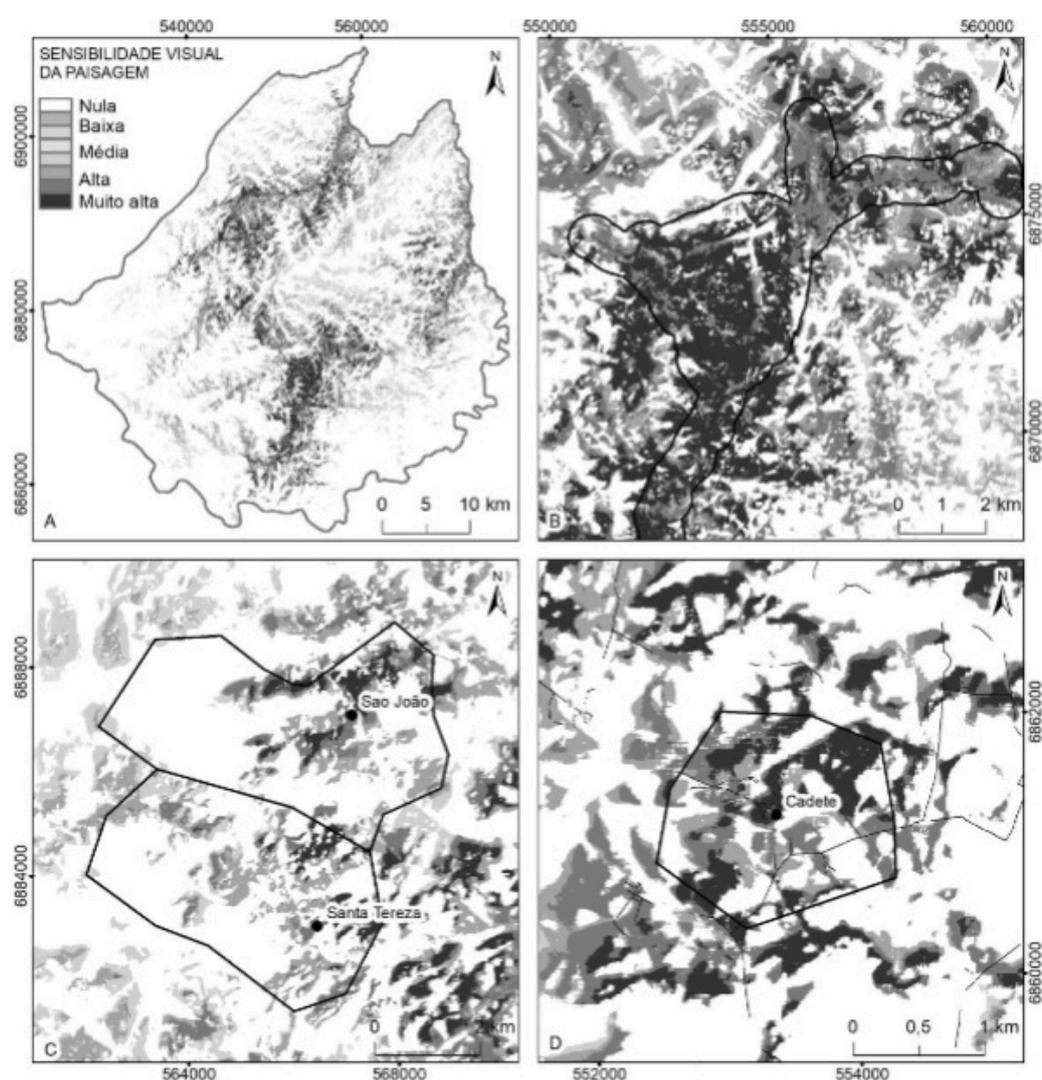 540000 560000 550000 555000 560000
SENSIBILIDADE VISUAL
DA PAISAGEM
Nula
Baixa
Média
Alta
Muito alta
N
N
6900000
6880000
6860000
6875000
6870000
0 5 10 km
A
0 1 2 km
B
N
N
6888000
6884000
Sao João
Santa Tereza
0 2 km
C
6862000
6860000
Cadete
0 0,5 1 km
D
564000 568000 552000 554000